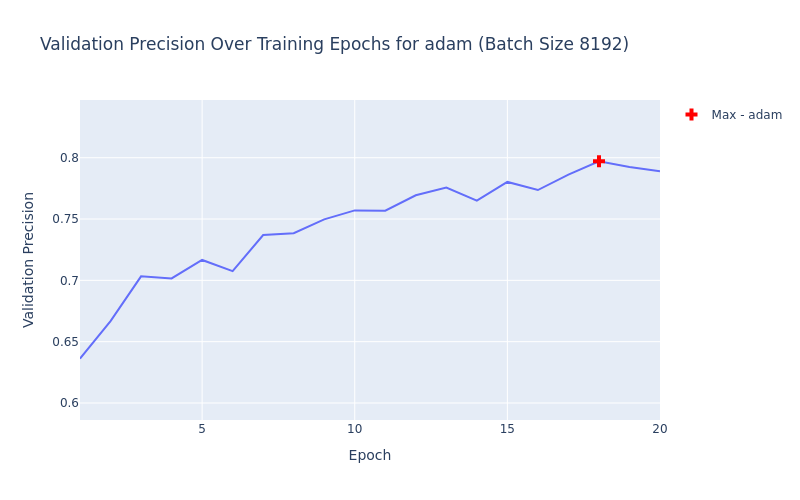 Validation Precision Over Training Epochs for adam (Batch Size 8192)
Max - adam
Validation Precision
0.8
0.75
0.7
0.65
0.6
5
10
15
20
Epoch